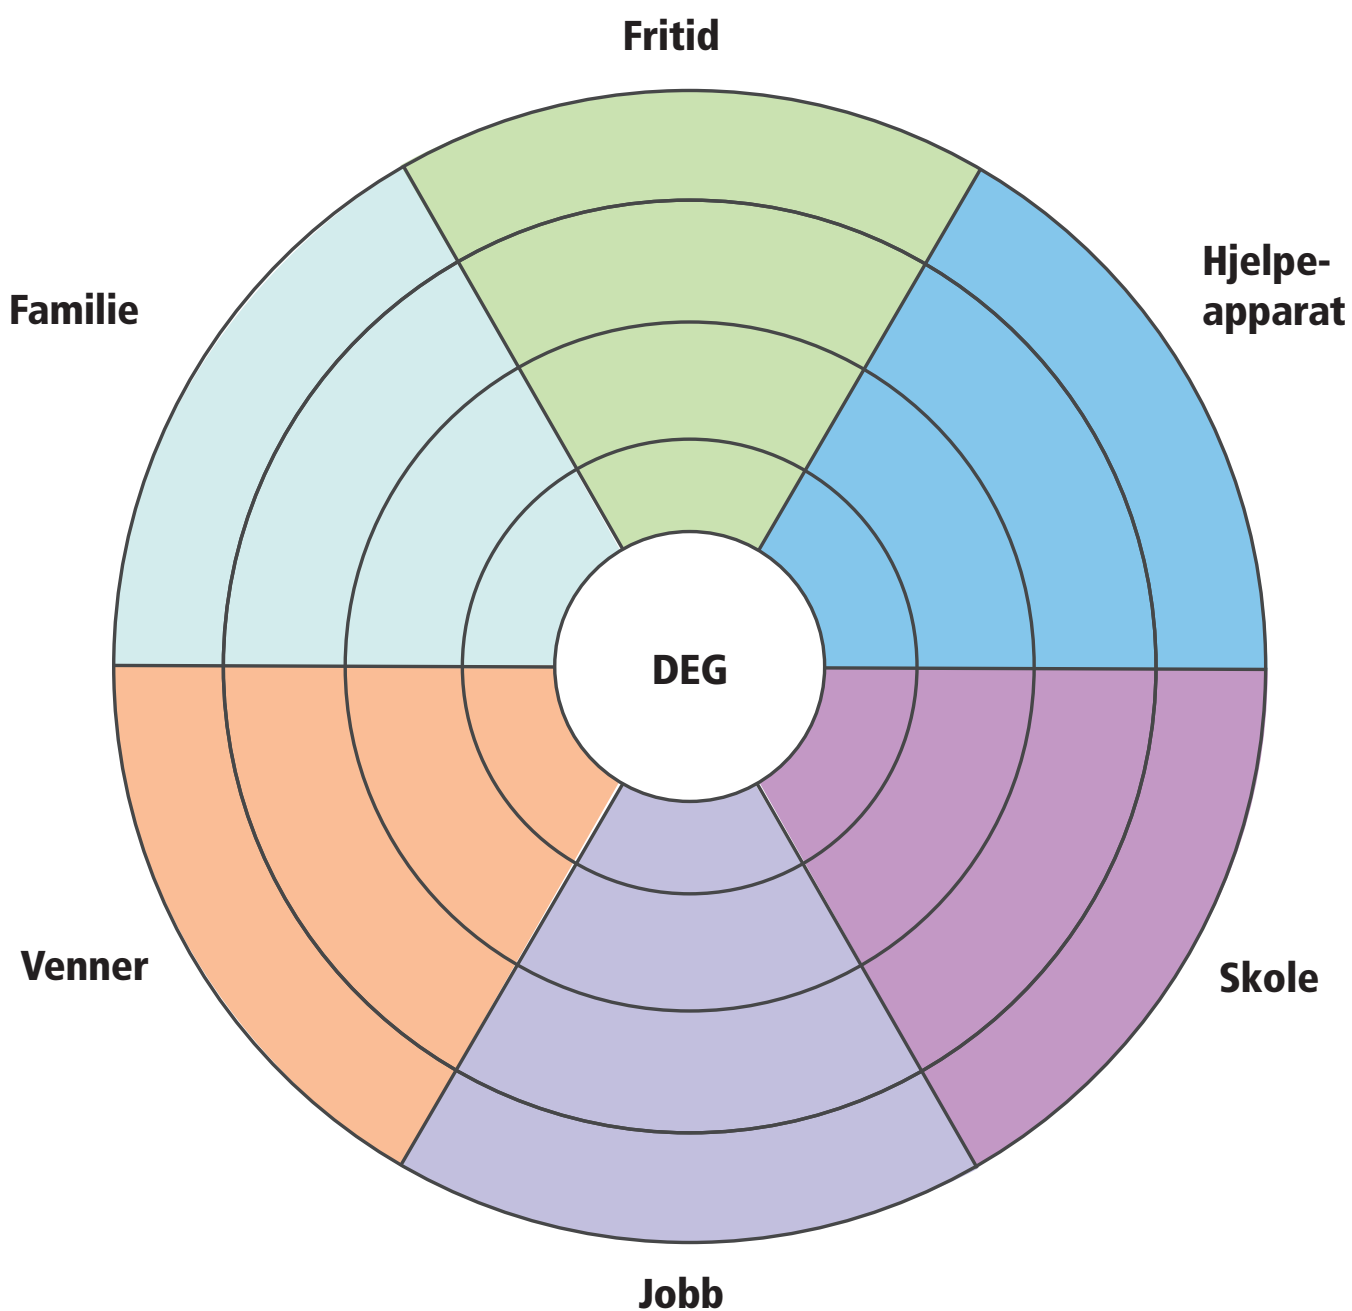 Fritid
Hjelpe-
apparat
Familie
DEG
Venner
Skole
Jobb